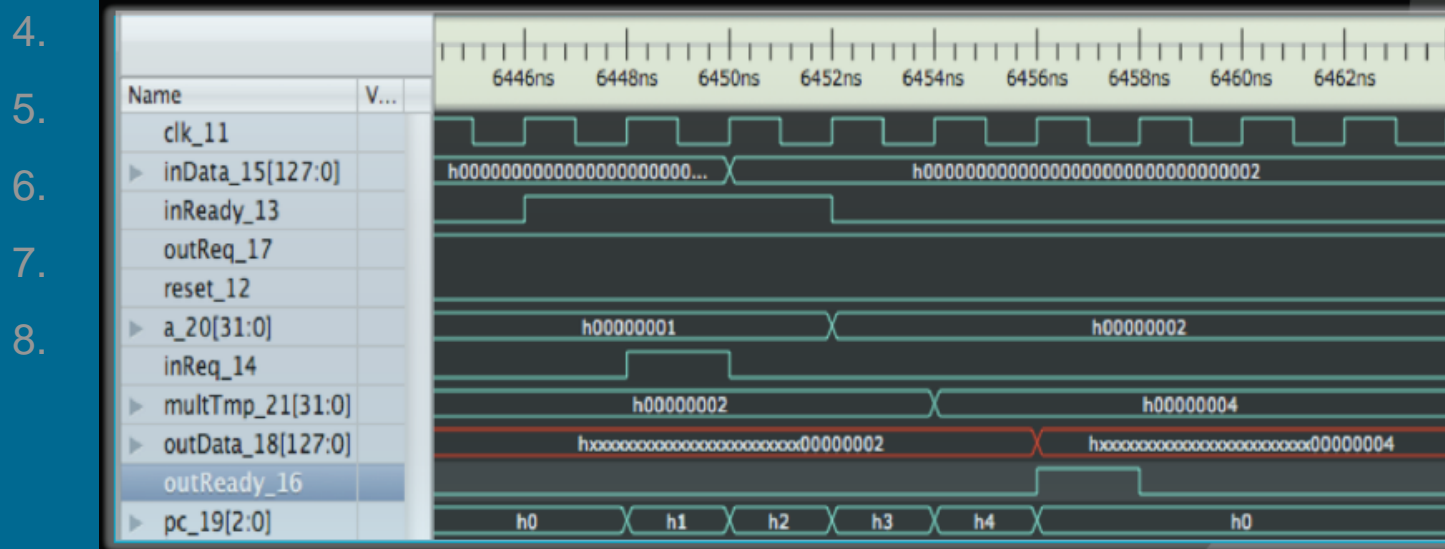 4.
5.
6.
7.
8.
6446ns 6448ns 6450ns 6452ns 6454ns 6456ns 6458ns 6460ns 6462ns
Name V...
clk_11
inData_15[127:0] h0000000000000000000000... h00000000000000000000000000000002
inReady_13
outReq_17
reset_12
a_20[31:0] h00000001 h00000002
inReq_14
multTmp_21[31:0] h00000002 h00000004
outData_18[127:0] hxxxxxxxxxxxxxxxxxxxxxxxx00000002 hxxxxxxxxxxxxxxxxxxxxxxxx00000004
outReady_16
pc_19[2:0] h0 h1 h2 h3 h4 h0